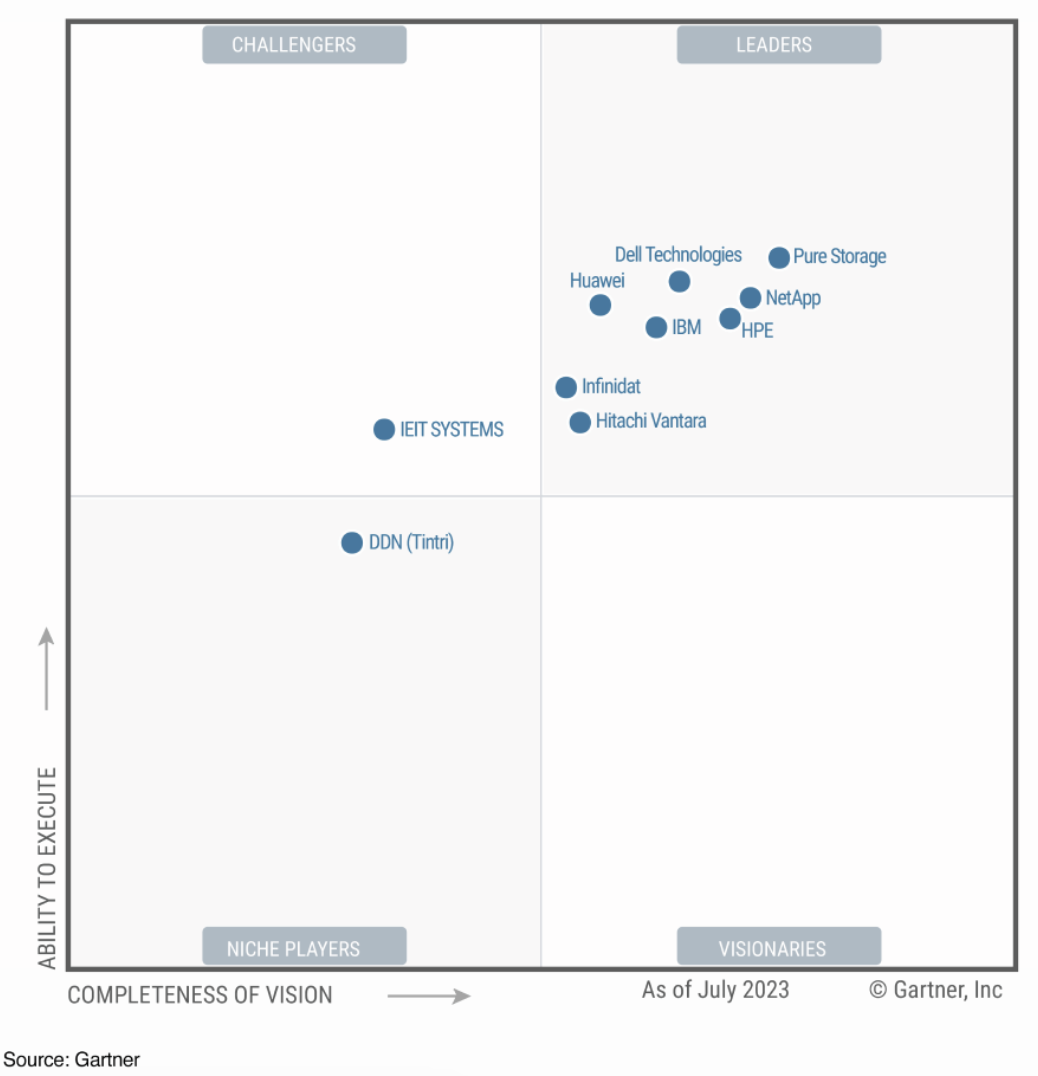 CHALLENGERS
LEADERS
Dell Technologies
Pure Storage
Huawei
NetApp
IBM
HPE
Infinidat
Hitachi Vantara
IEIT SYSTEMS
DDN (Tintri)
ABILITY TO EXECUTE
NICHE PLAYERS
VISIONARIES
COMPLETENESS OF VISION
As of July 2023
© Gartner, Inc
Source: Gartner